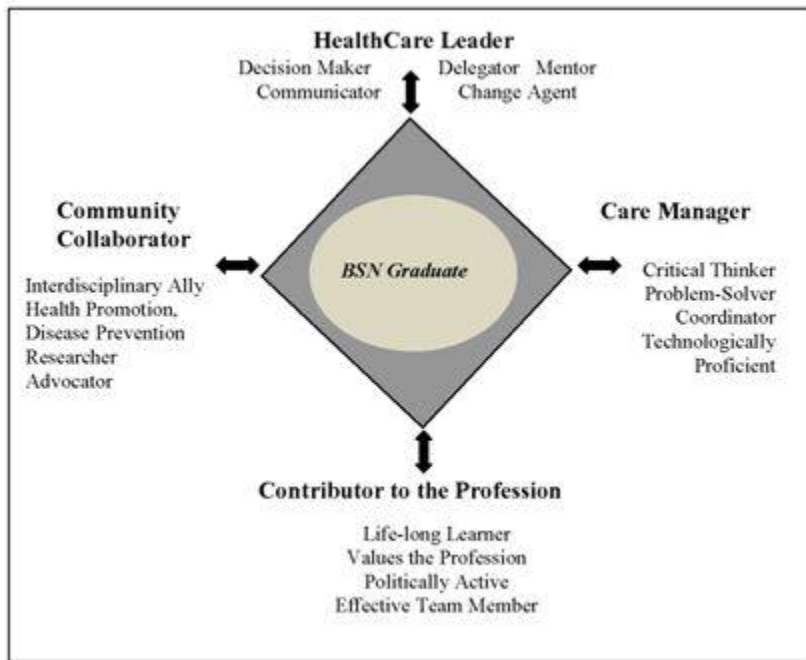 HealthCare Leader
Decision Maker Delegator Mentor
Communicator Change Agent
Community
Collaborator
Interdisciplinary Ally
Health Promotion,
Disease Prevention
Researcher
Advocator
BSN Graduate
Care Manager
Critical Thinker
Problem-Solver
Coordinator
Technologically
Proficient
Contributor to the Profession
Life-long Learner
Values the Profession
Politically Active
Effective Team Member